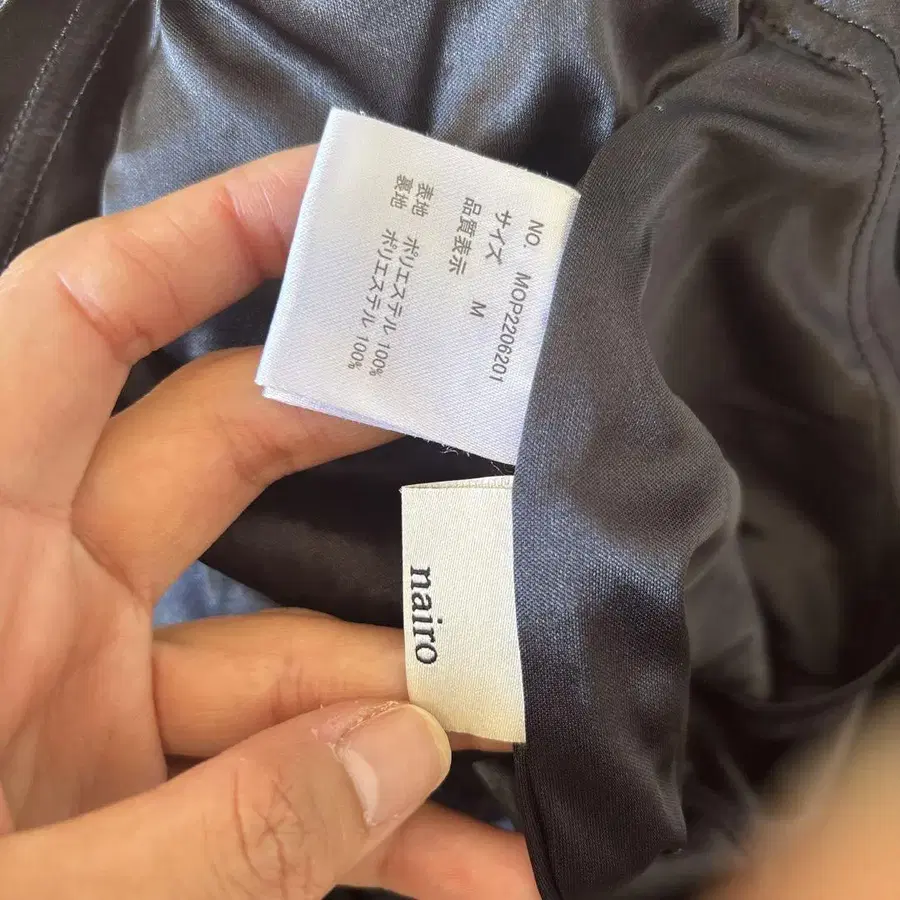 NO. MOP2206201
サイズ M
品質表示
表地 ポリエステル 100%
裏地 ポリエステル 100%
nairo